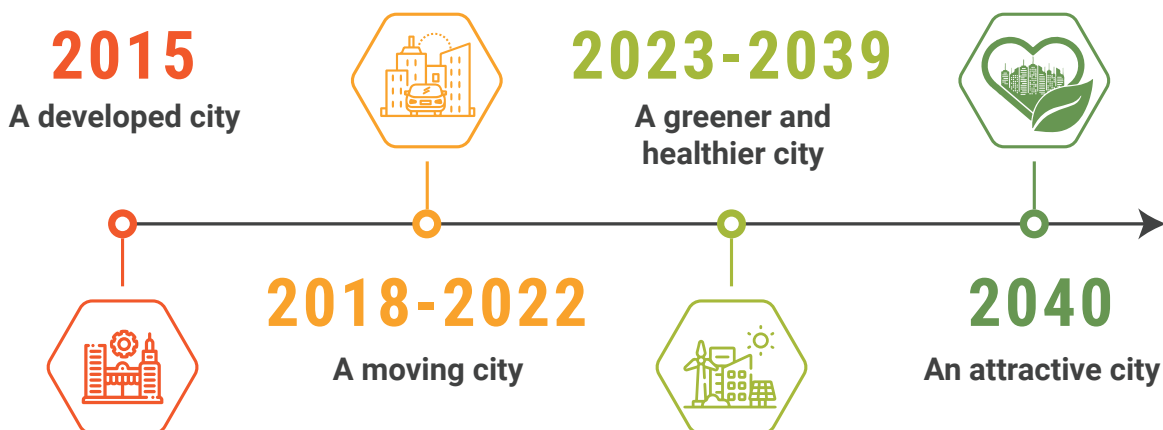 2015
A developed city
2018-2022
A moving city
2023-2039
A greener and
healthier city
2040
An attractive city